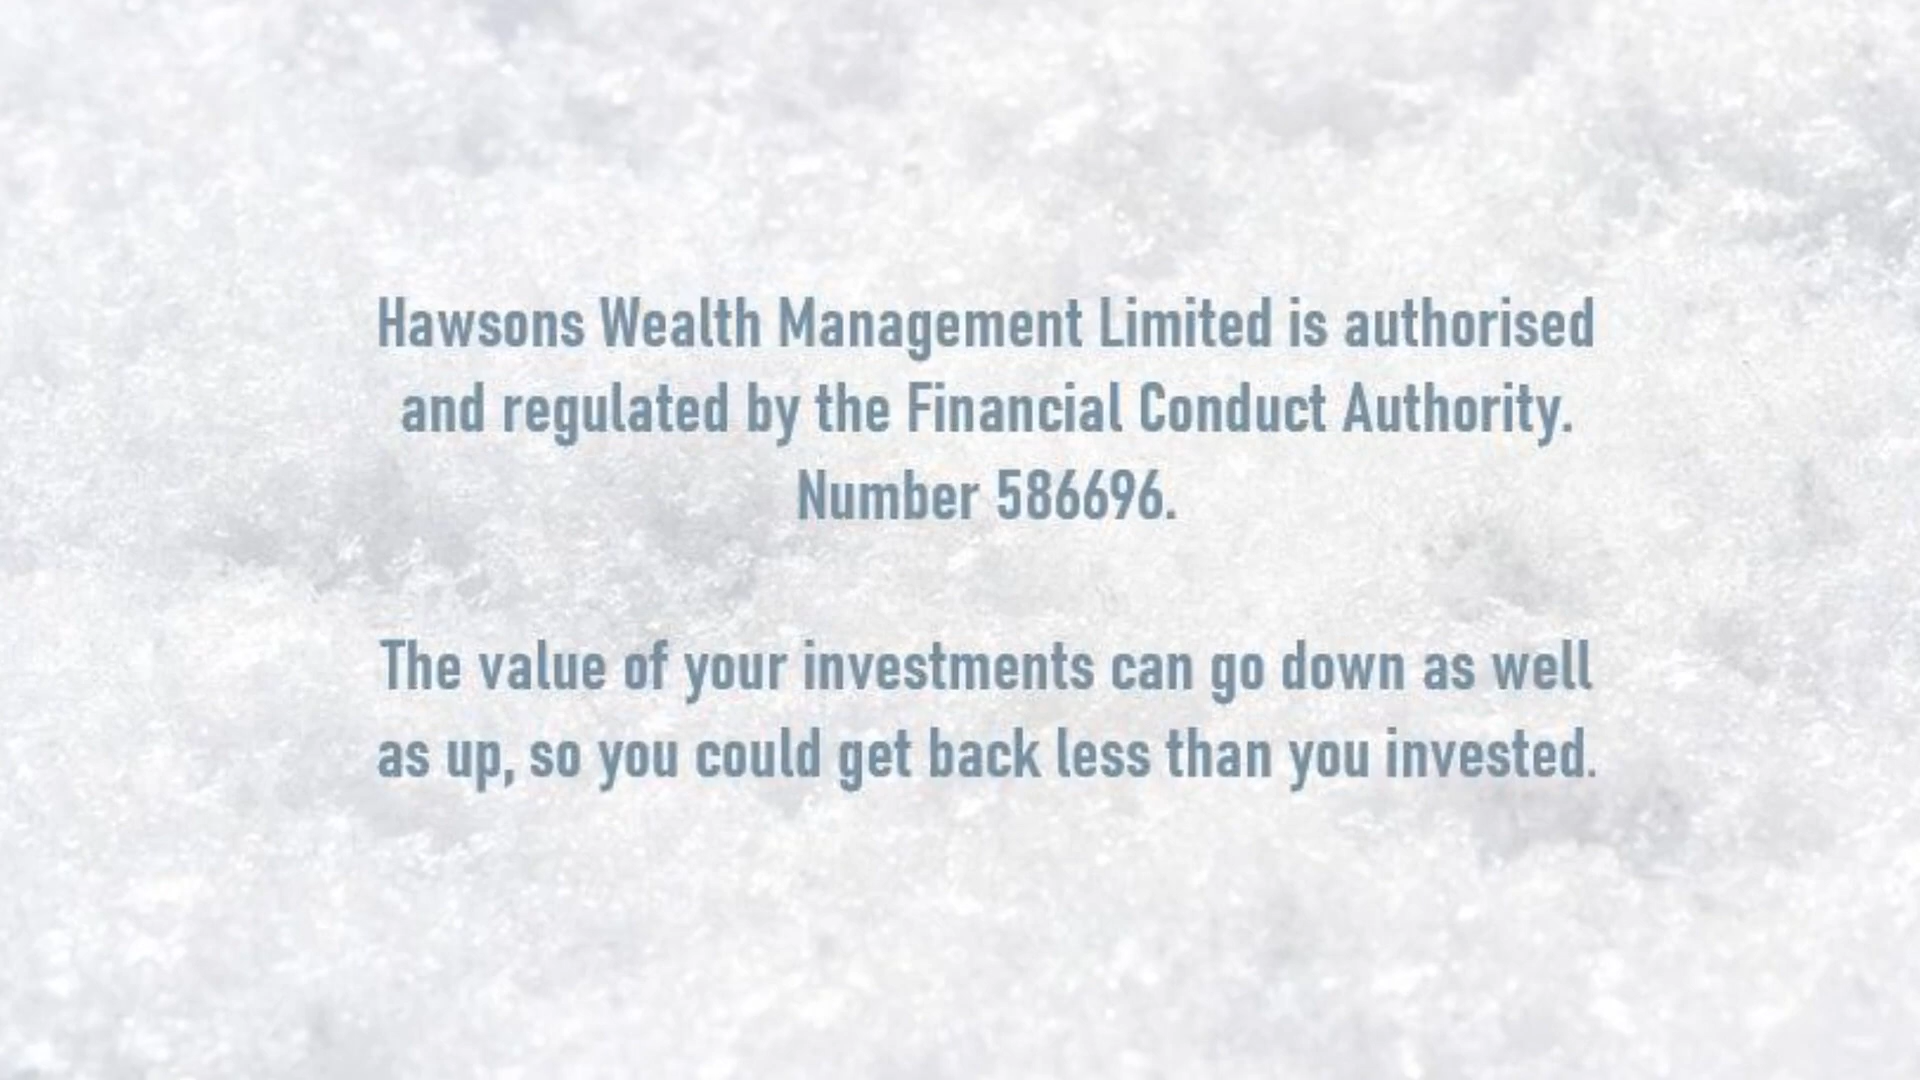 Hawsons Wealth Management Limited is authorised
and regulated by the Financial Conduct Authority.
Number 586696.
The value of your investments can go down as well
as up, so you could get back less than you invested.